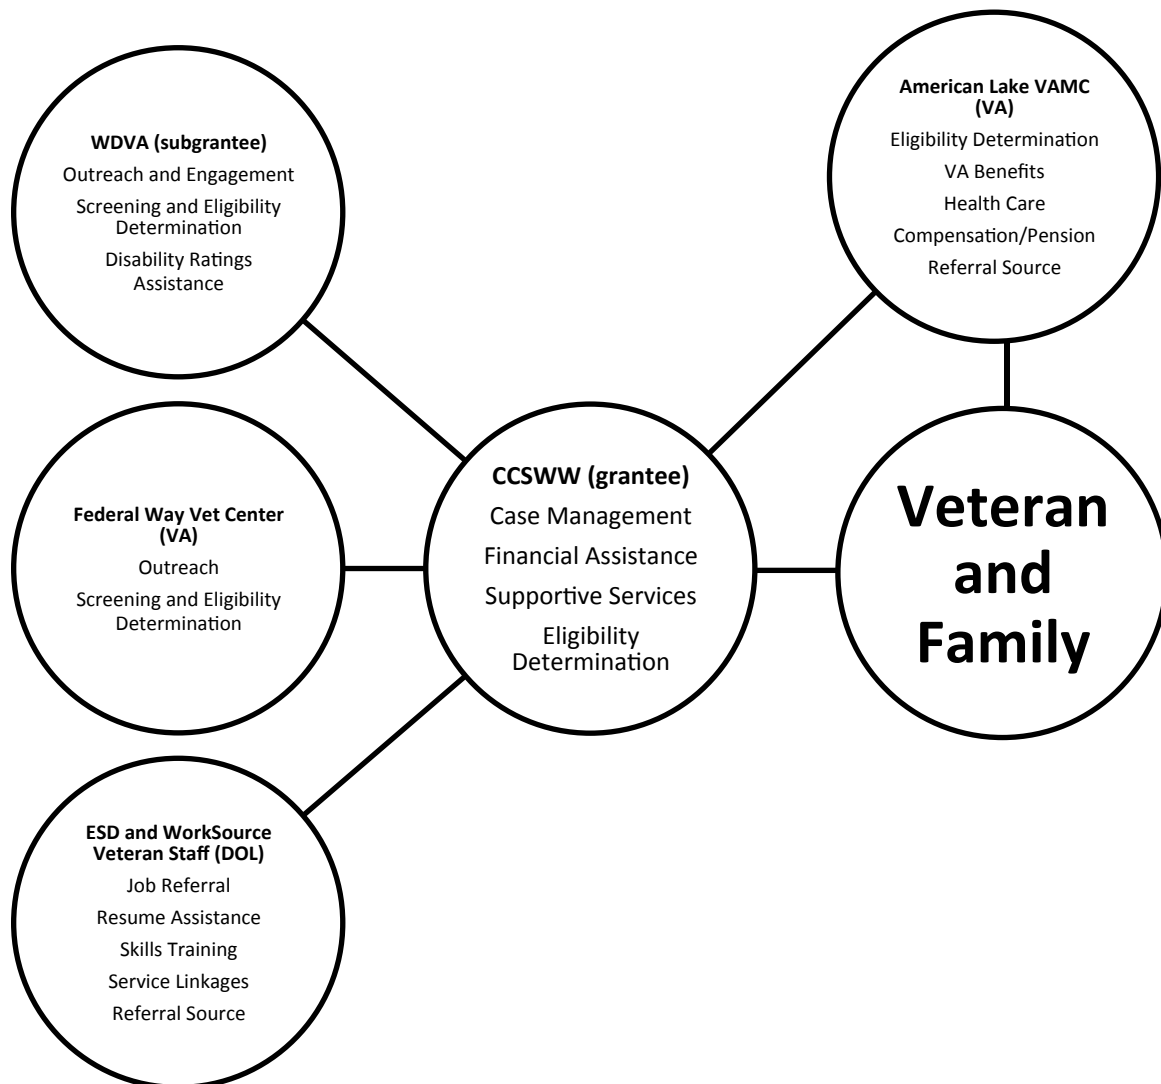 WDVA (subgrantee)
Outreach and Engagement
Screening and Eligibility
Determination
Disability Ratings
Assistance
American Lake VAMC
(VA)
Eligibility Determination
VA Benefits
Health Care
Compensation/Pension
Referral Source
Federal Way Vet Center
(VA)
Outreach
Screening and Eligibility
Determination
CCSWW (grantee)
Case Management
Financial Assistance
Supportive Services
Eligibility
Determination
Veteran
and
Family
ESD and WorkSource
Veteran Staff (DOL)
Job Referral
Resume Assistance
Skills Training
Service Linkages
Referral Source